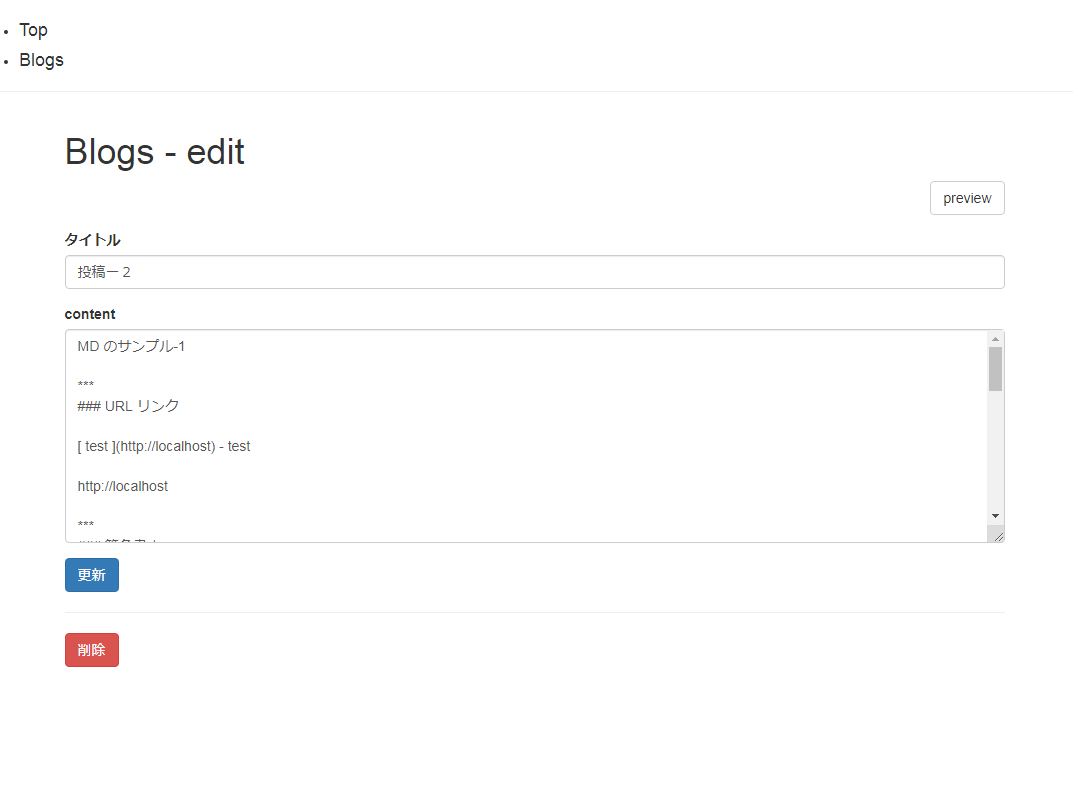 Top
Blogs
Blogs - edit
preview
タイトル
投稿ー２
content
MD のサンプル-1
***
### URL リンク
[ test ](http://localhost) - test
http://localhost
***
更新
削除